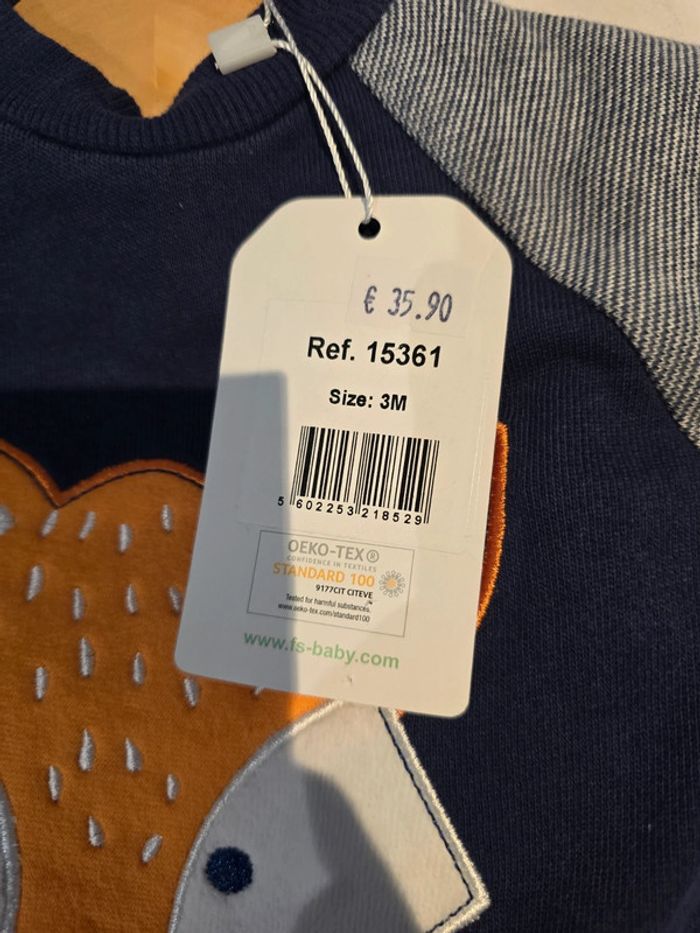 € 35.90
Ref. 15361
Size: 3M
5 602253 218529
OEKO-TEX®
CONFIDENCE IN TEXTILES
STANDARD 100
9177CIT CITEVE
Tested for harmful substances.
www.oeko-tex.com/standard100
www.fs-baby.com